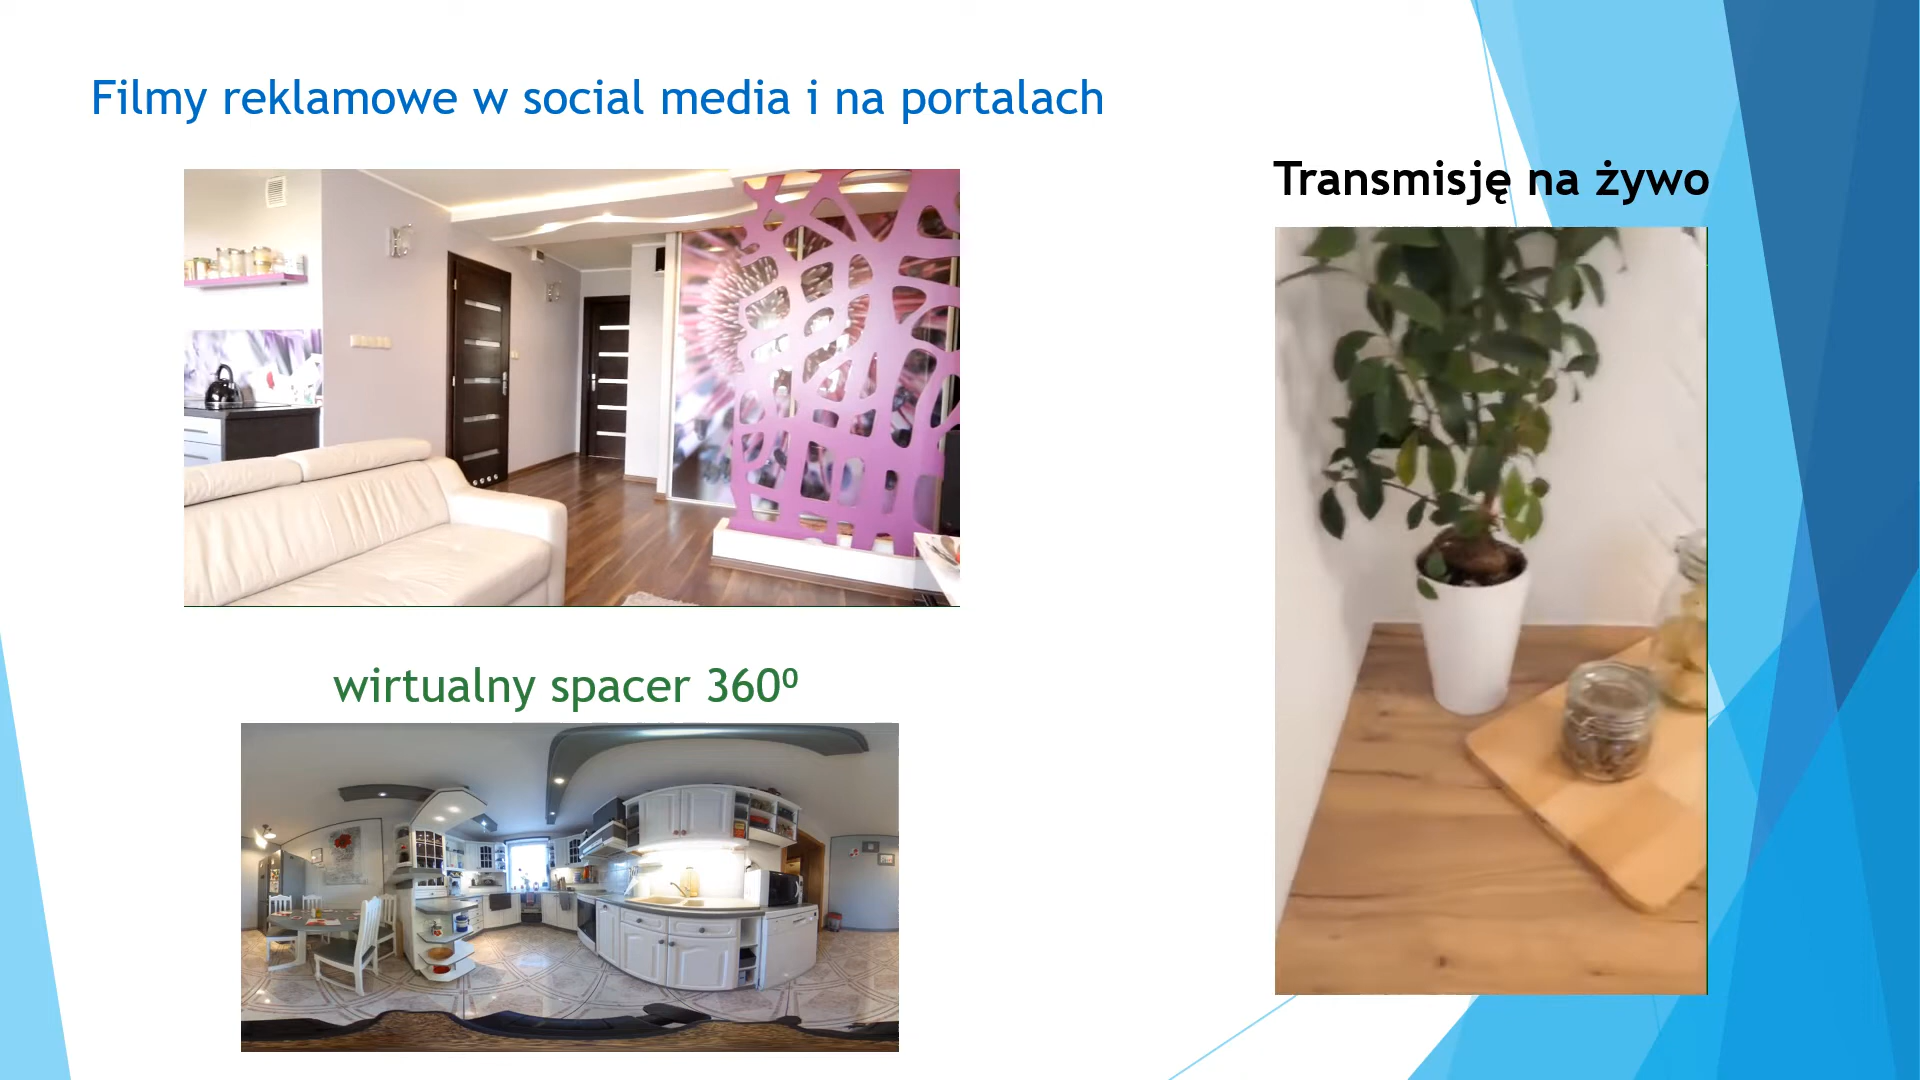 Filmy reklamowe w social media i na portalach
Transmisję na żywo
wirtualny spacer 360⁰